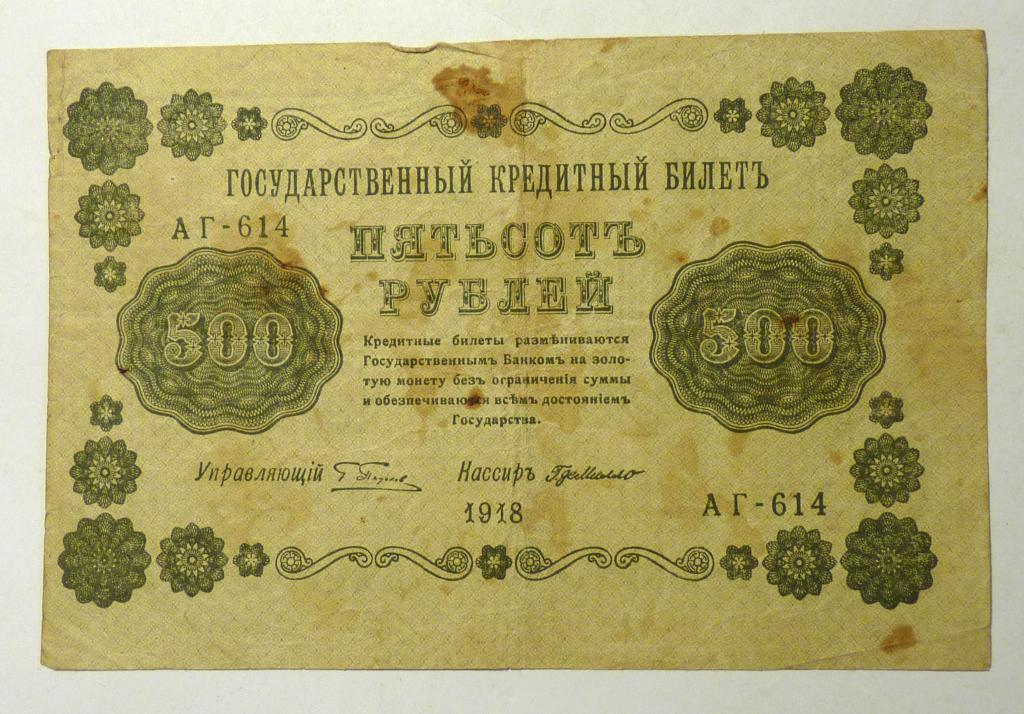 ГОСУДАРСТВЕННЫЙ КРЕДИТНЫЙ БИЛЕТЪ
АГ-614
ПЯТЬСОТЪ
РУБЛЕЙ
500
500
Кредитные билеты размѣниваются
Государственнымъ Банкомъ на золо-
тую монету безъ ограниченія суммы
и обезпечиваются всѣмъ достояніемъ
Государства.
Управляющій
Кассиръ
1918
АГ-614